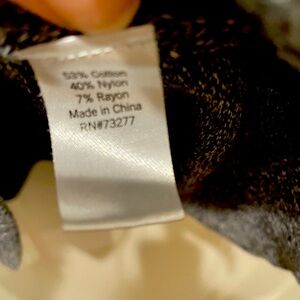 53% Cotton
40% Nylon
7% Rayon
Made in China
RN#73277